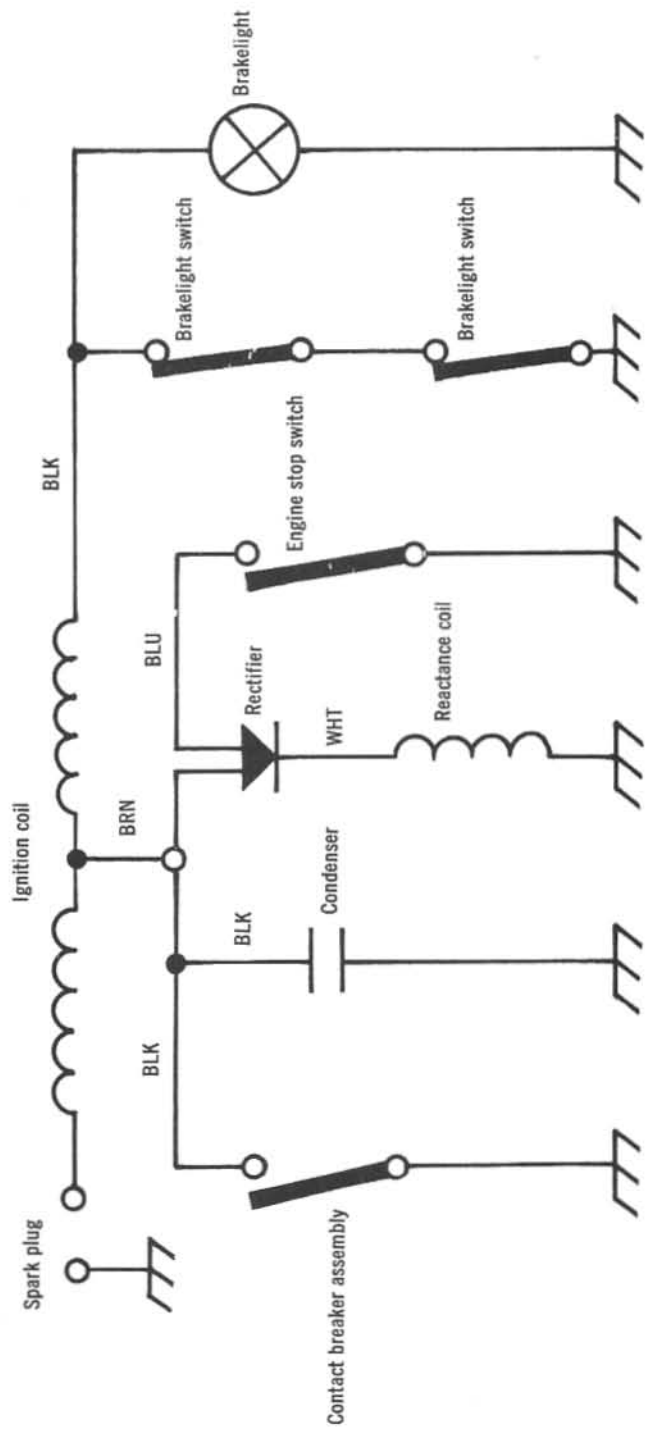 Spark plug
Ignition coil
BLK
Brakelight
BRN
BLU
Brakelight switch
BLK
BLK
Rectifier
Engine stop switch
Brakelight switch
Condenser
WHT
Contact breaker assembly
Reactance coil